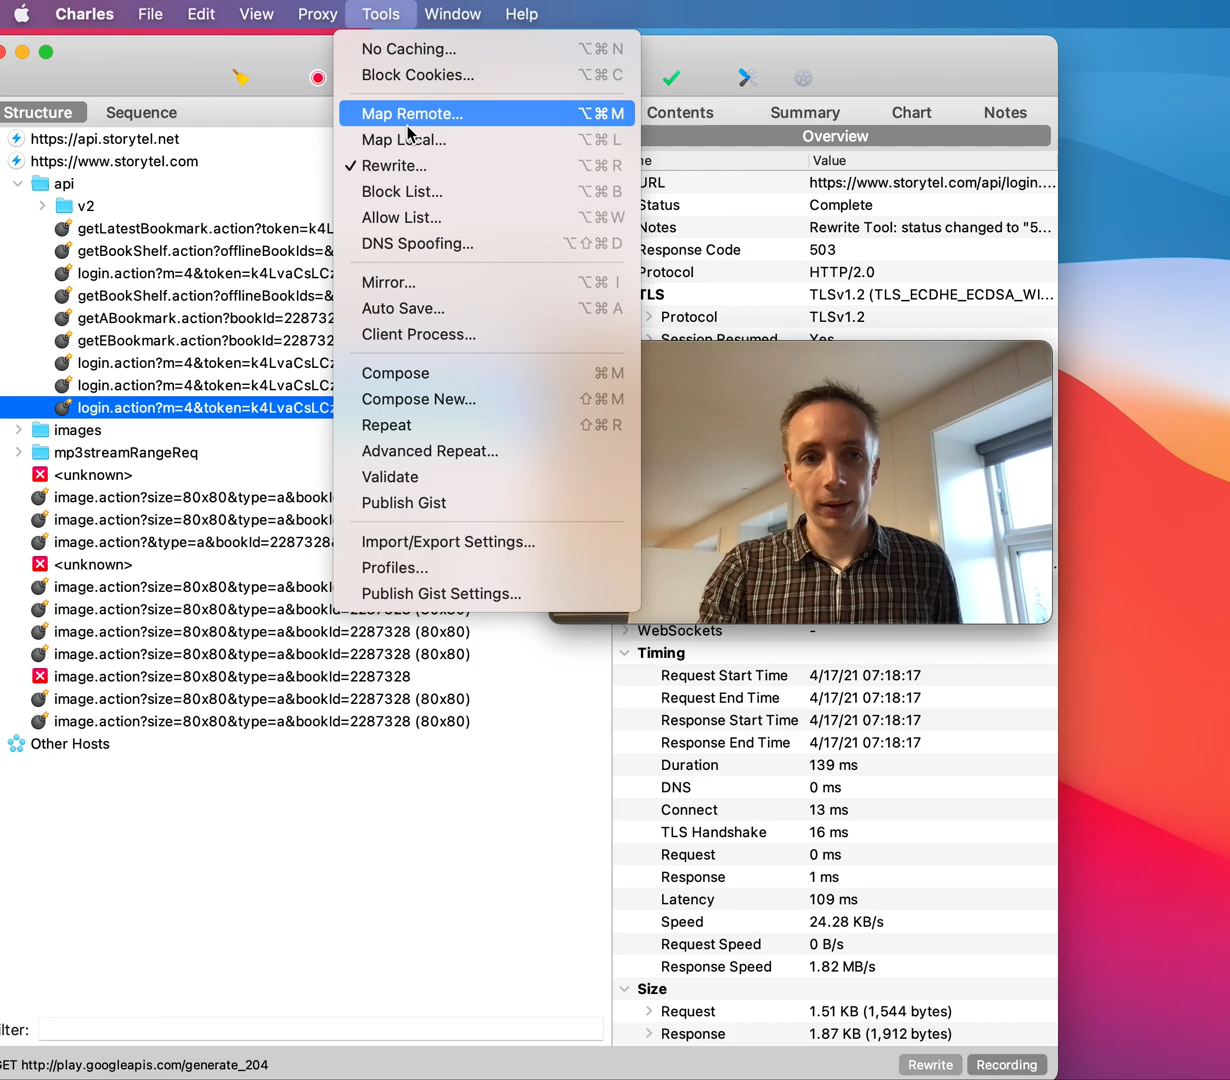 Charles File Edit View Proxy Tools Window Help
No Caching... ⌥⌘N
Block Cookies... ⌥⌘C
Map Remote... ⌥⌘M
Map Local... ⌥⌘L
Rewrite... ⌥⌘R
Block List... ⌥⌘B
Allow List... ⌥⌘W
DNS Spoofing... ⌥⇧⌘D
Mirror... ⌥⌘I
Auto Save... ⌥⌘A
Client Process...
Compose ⌘M
Compose New... ⇧⌘M
Repeat ⇧⌘R
Advanced Repeat...
Validate
Publish Gist
Import/Export Settings...
Profiles...
Publish Gist Settings...
Structure Sequence
https://api.storytel.net
https://www.storytel.com
api
v2
getLatestBookmark.action?token=k4L
getBookShelf.action?offlineBookIds=&
login.action?m=4&token=k4LvaCsLCz
getBookShelf.action?offlineBookIds=&
getABookmark.action?bookId=228732
getEBookmark.action?bookId=228732
login.action?m=4&token=k4LvaCsLCz
login.action?m=4&token=k4LvaCsLCz
login.action?m=4&token=k4LvaCsLCz
images
mp3streamRangeReq
<unknown>
image.action?size=80x80&type=a&bookI
image.action?size=80x80&type=a&bookI
image.action?&type=a&bookId=2287328
<unknown>
image.action?size=80x80&type=a&bookI
image.action?size=80x80&type=a&bookId=2287328 (80x80)
image.action?size=80x80&type=a&bookId=2287328 (80x80)
image.action?size=80x80&type=a&bookId=2287328 (80x80)
image.action?size=80x80&type=a&bookId=2287328
image.action?size=80x80&type=a&bookId=2287328 (80x80)
image.action?size=80x80&type=a&bookId=2287328 (80x80)
Other Hosts
Contents Summary Chart Notes
Overview
me Value
URL https://www.storytel.com/api/login....
Status Complete
Notes Rewrite Tool: status changed to "5...
Response Code 503
Protocol HTTP/2.0
TLS TLSv1.2 (TLS_ECDHE_ECDSA_WI...
Protocol TLSv1.2
Session Resumed Yes
WebSockets -
Timing
Request Start Time 4/17/21 07:18:17
Request End Time 4/17/21 07:18:17
Response Start Time 4/17/21 07:18:17
Response End Time 4/17/21 07:18:17
Duration 139 ms
DNS 0 ms
Connect 13 ms
TLS Handshake 16 ms
Request 0 ms
Response 1 ms
Latency 109 ms
Speed 24.28 KB/s
Request Speed 0 B/s
Response Speed 1.82 MB/s
Size
Request 1.51 KB (1,544 bytes)
Response 1.87 KB (1,912 bytes)
ilter:
GET http://play.googleapis.com/generate_204
Rewrite Recording